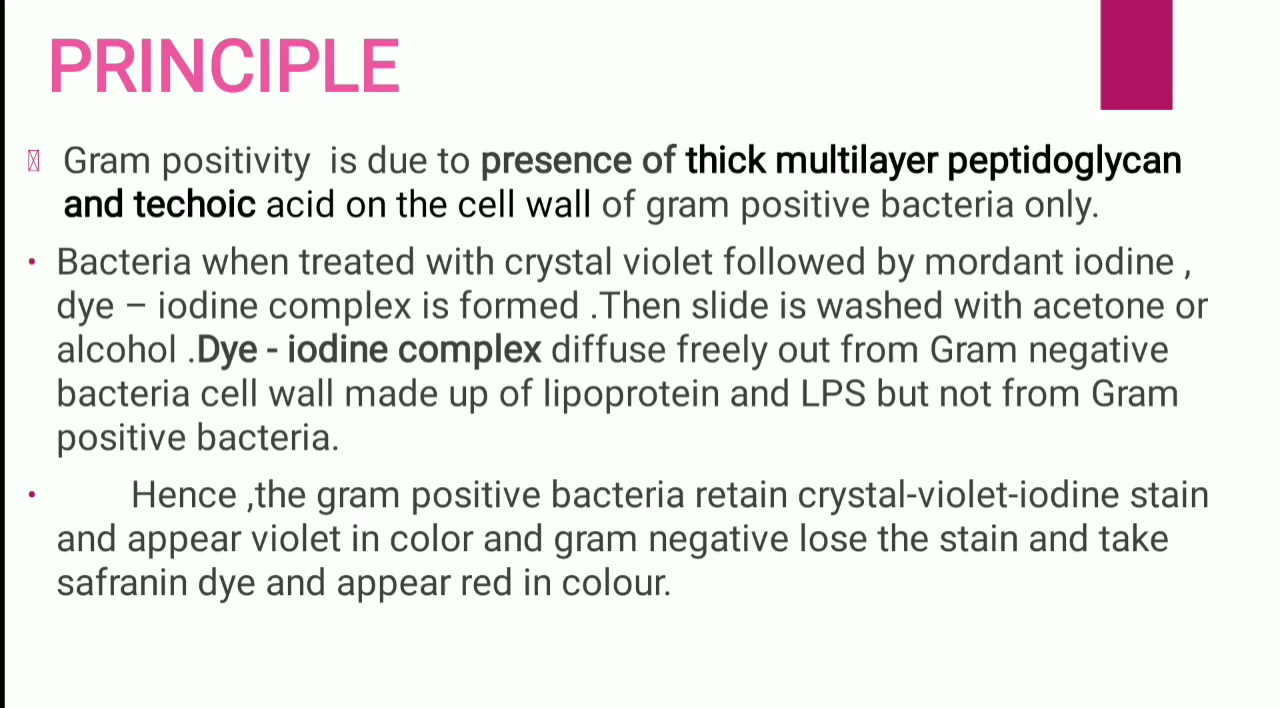 PRINCIPLE
Gram positivity is due to presence of thick multilayer peptidoglycan
and techoic acid on the cell wall of gram positive bacteria only.
• Bacteria when treated with crystal violet followed by mordant iodine ,
dye – iodine complex is formed .Then slide is washed with acetone or
alcohol .Dye - iodine complex diffuse freely out from Gram negative
bacteria cell wall made up of lipoprotein and LPS but not from Gram
positive bacteria.
• Hence ,the gram positive bacteria retain crystal-violet-iodine stain
and appear violet in color and gram negative lose the stain and take
safranin dye and appear red in colour.